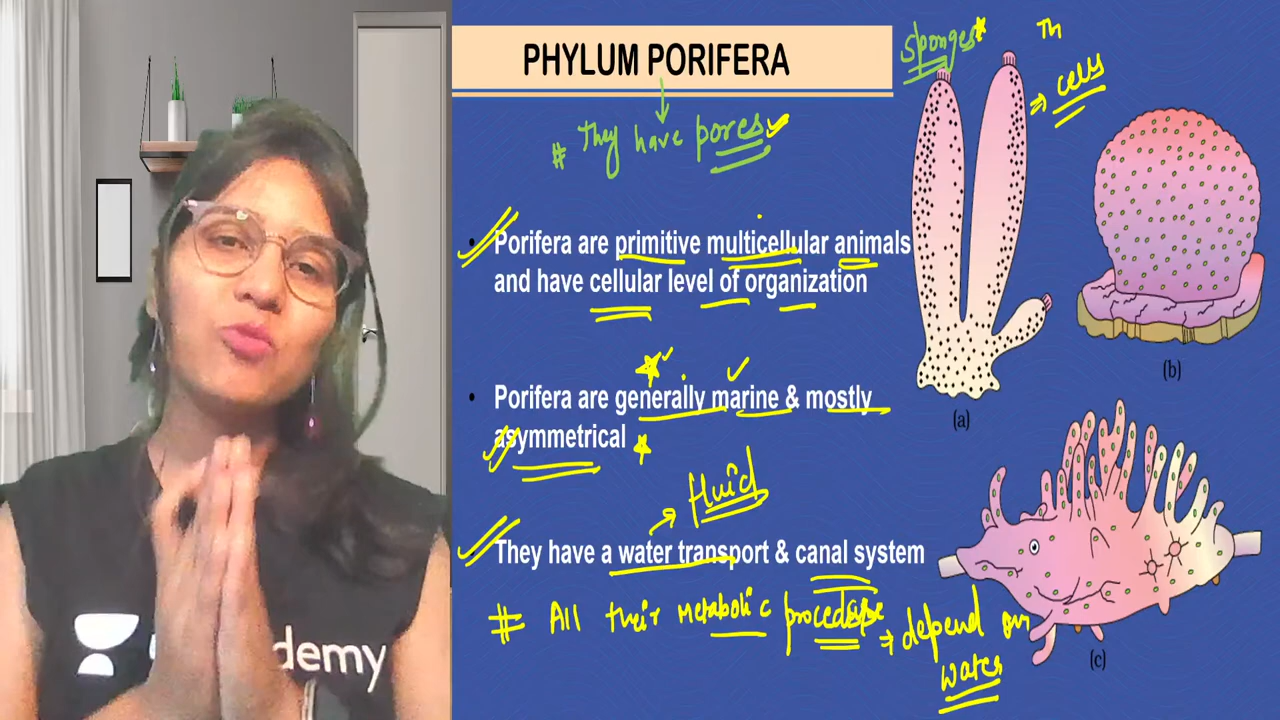 PHYLUM PORIFERA
sponges*
Th
⇒ cells
# They have pores
• Porifera are primitive multicellular animals
and have cellular level of organization
• Porifera are generally marine & mostly
asymmetrical
fluid
They have a water transport & canal system
# All their Metabolic
⇒ depend on
water
(a)
(b)
(c)
demy